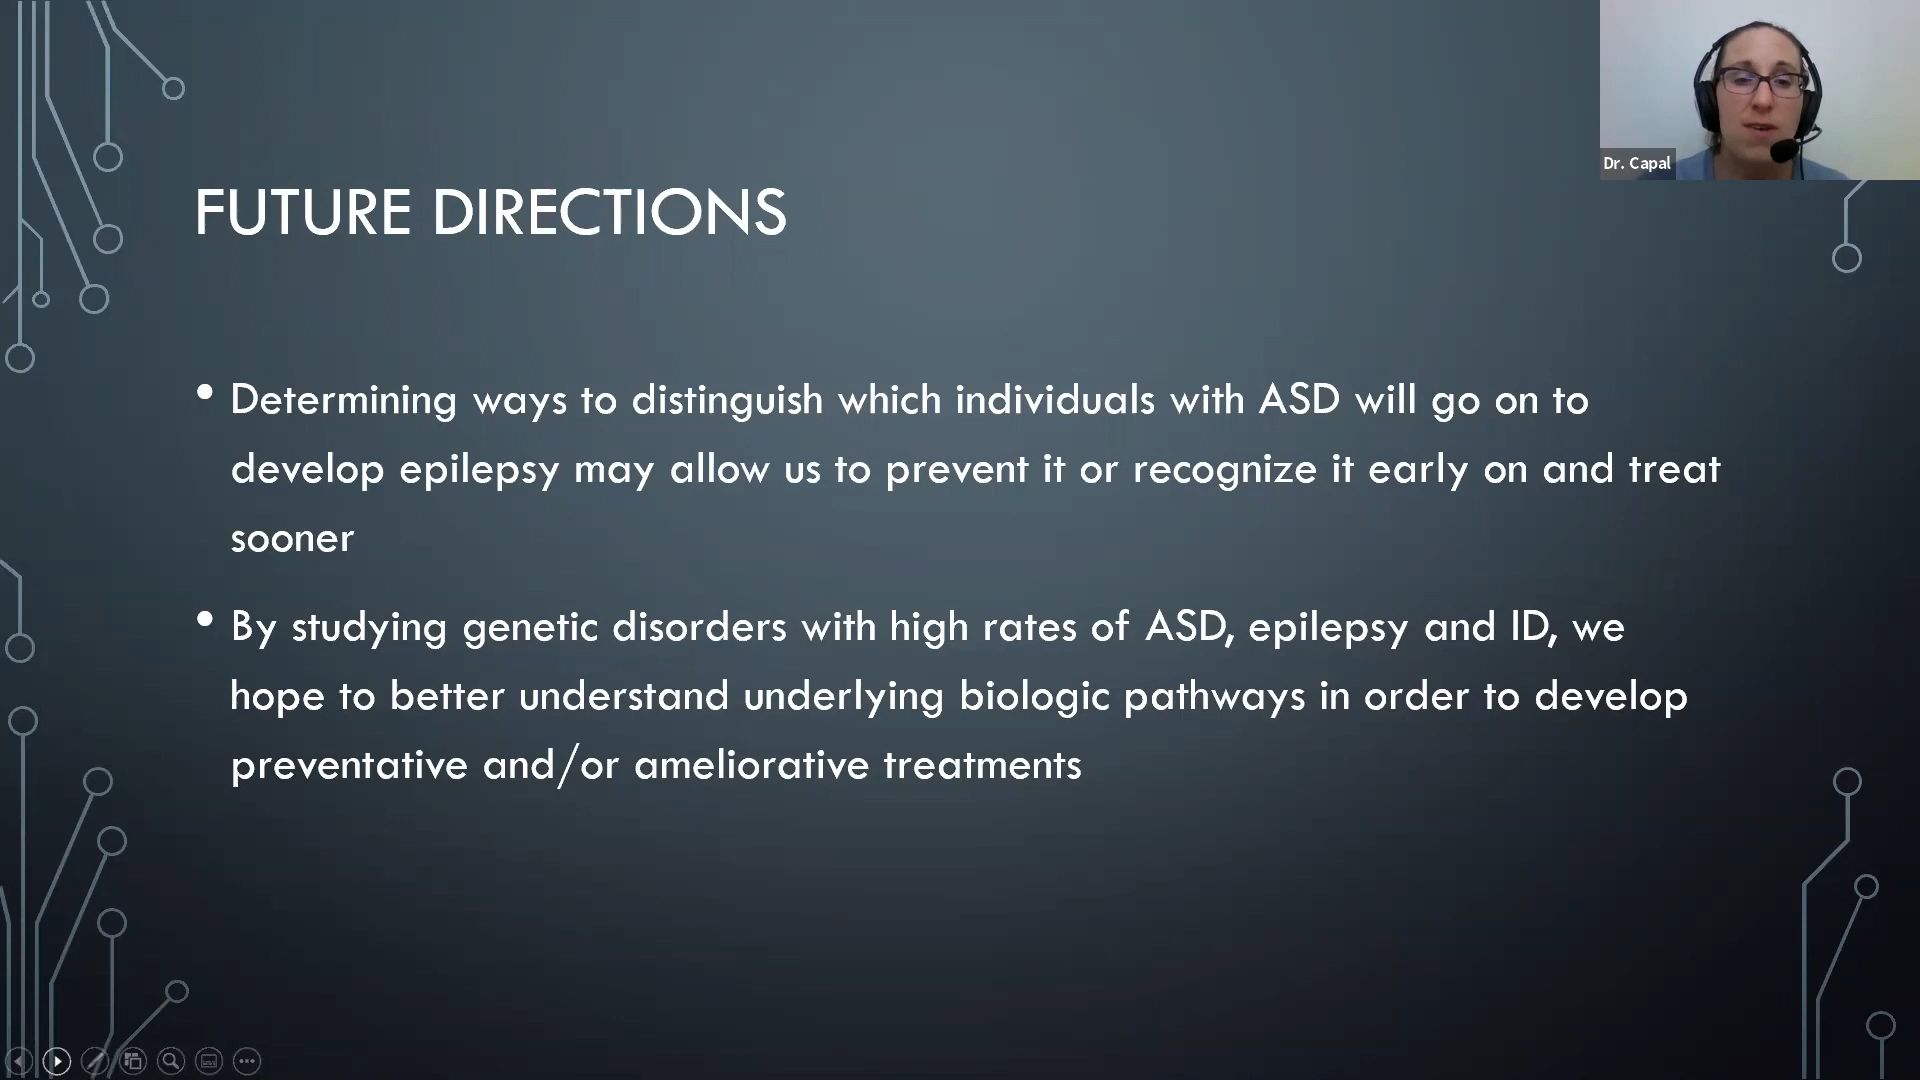 Dr. Capal
FUTURE DIRECTIONS
• Determining ways to distinguish which individuals with ASD will go on to
develop epilepsy may allow us to prevent it or recognize it early on and treat
sooner
• By studying genetic disorders with high rates of ASD, epilepsy and ID, we
hope to better understand underlying biologic pathways in order to develop
preventative and/or ameliorative treatments